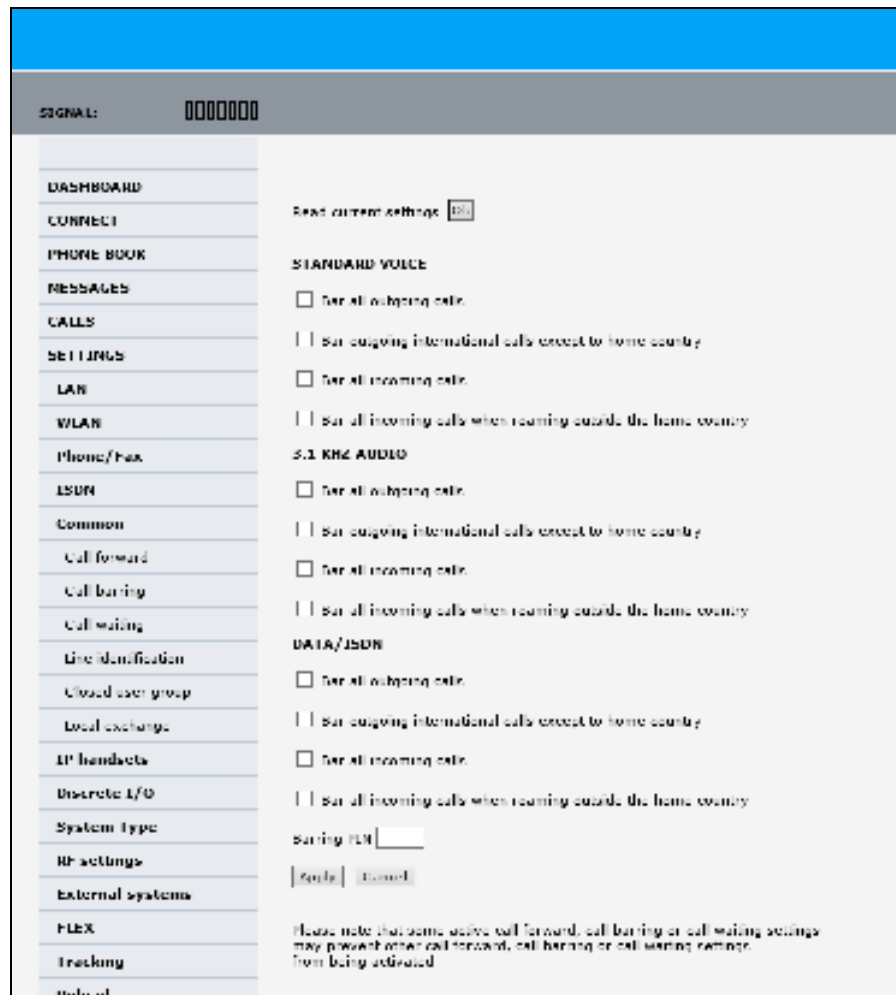 SIGNAL:
DASHBOARD
CONNECT
PHONE BOOK
MESSAGES
CALLS
SETTINGS
LAN
WLAN
Phone/Fax
ISDN
Common
Call forward
Call barring
Call waiting
Line identification
Closed user group
Local exchange
IP handsets
Discrete I/O
System Type
RF settings
External systems
FLEX
Tracking
Read current settings
STANDARD VOICE
Bar all outgoing calls
Bar outgoing international calls except to home country
Bar all incoming calls
Bar all incoming calls when roaming outside the home country
3.1 KHZ AUDIO
Bar all outgoing calls
Bar outgoing international calls except to home country
Bar all incoming calls
Bar all incoming calls when roaming outside the home country
DATA/ISDN
Bar all outgoing calls
Bar outgoing international calls except to home country
Bar all incoming calls
Bar all incoming calls when roaming outside the home country
Barring PIN
Apply Cancel
Please note that some active call forward, call barring or call waiting settings
may prevent other call forward, call barring or call waiting settings
from being activated